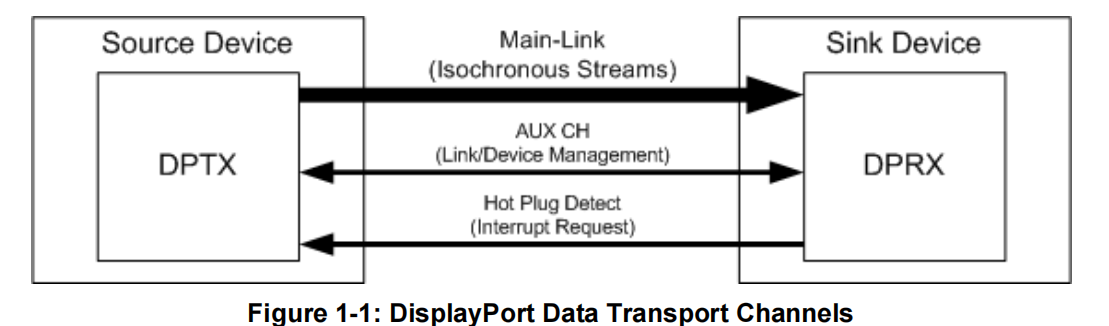 Source Device
Main-Link
(Isochronous Streams)
Sink Device
DPTX
AUX CH
(Link/Device Management)
DPRX
Hot Plug Detect
(Interrupt Request)
Figure 1-1: DisplayPort Data Transport Channels